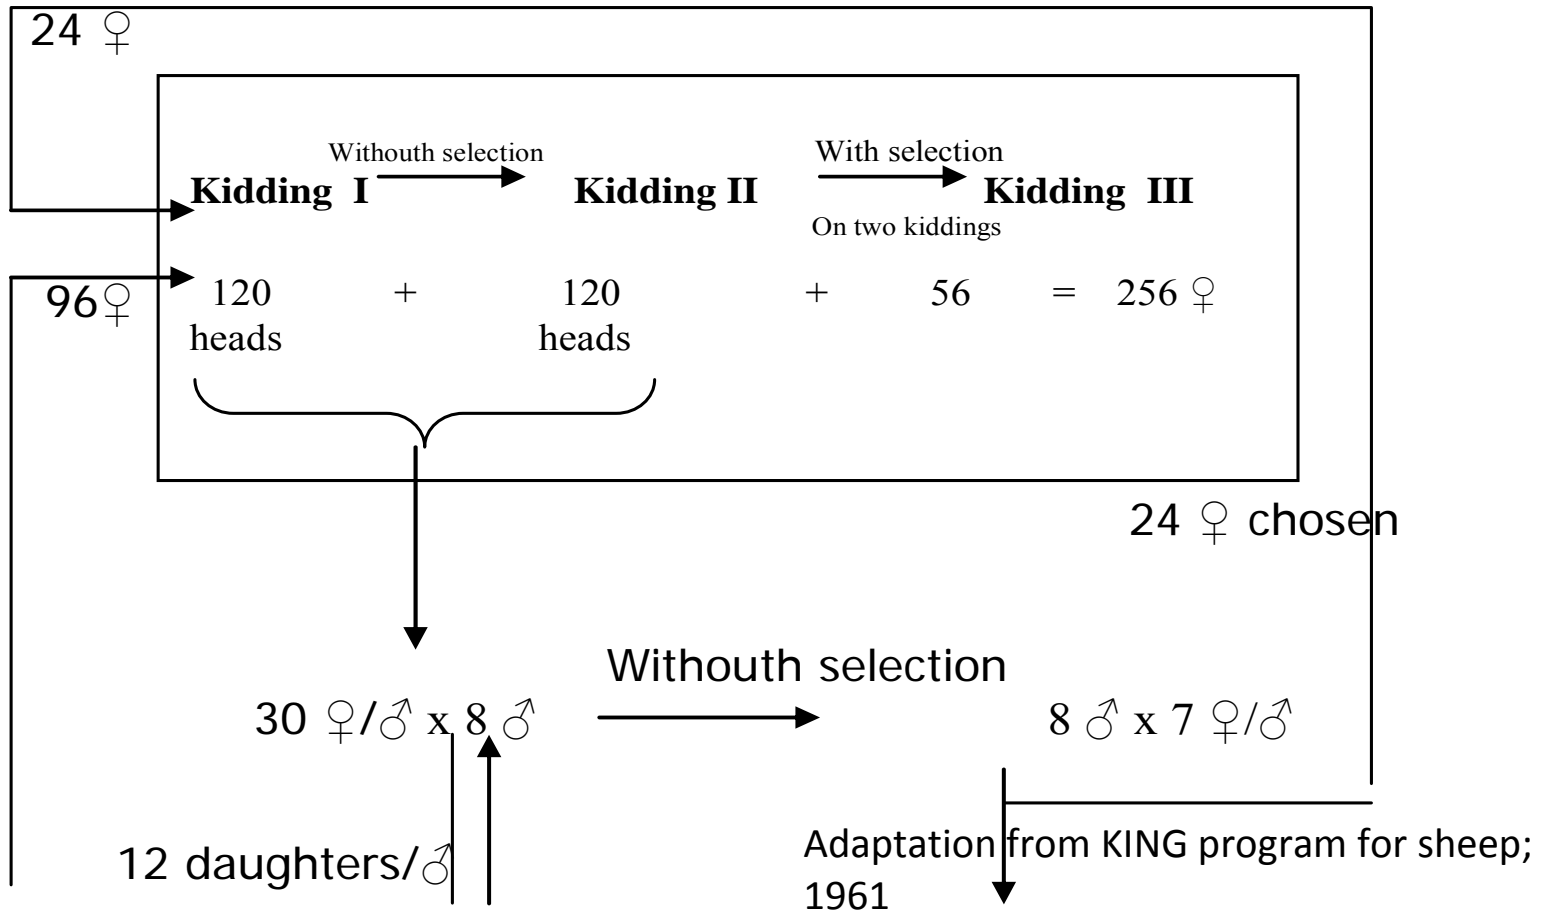 24 ♀
Withouth selection
With selection
Kidding I
Kidding II
Kidding III
On two kiddings
96♀
120 + 120 + 56 = 256 ♀
heads heads
24 ♀ chosen
Withouth selection
30 ♀/♂ x 8 ♂
8 ♂ x 7 ♀/♂
12 daughters/♂
Adaptation from KING program for sheep;
1961